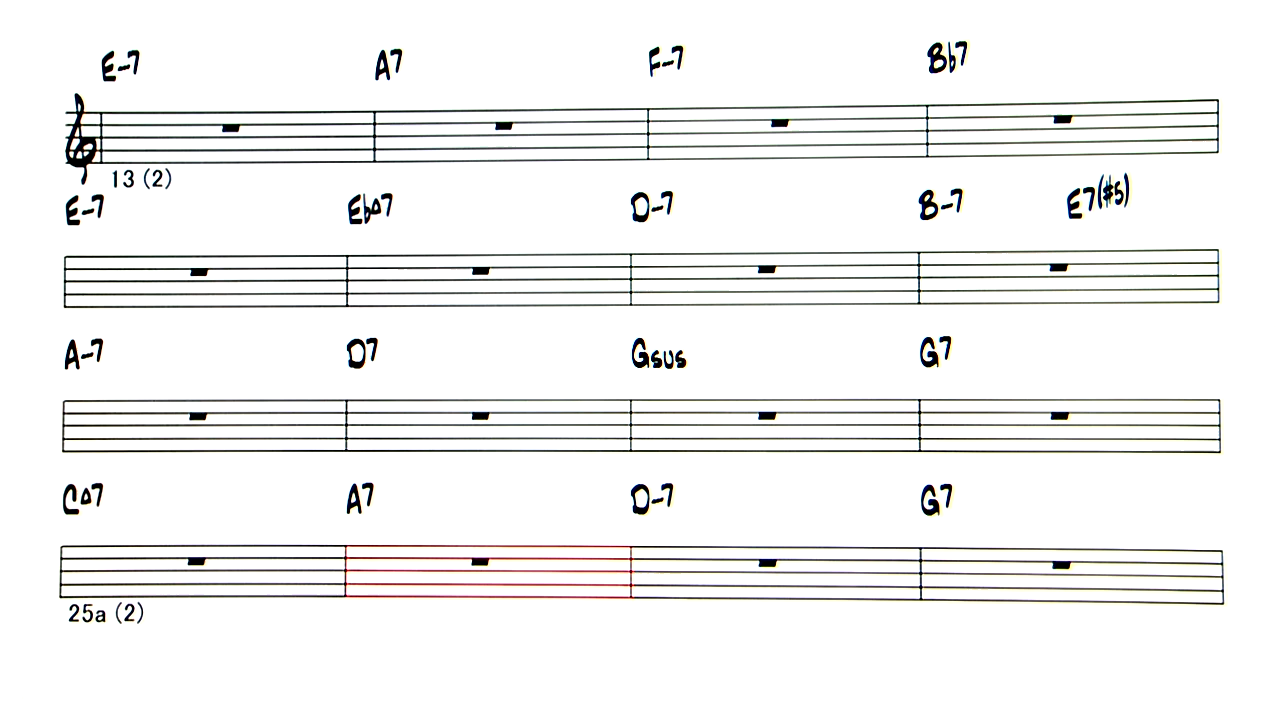 E-7 A7 F-7 Bb7
13 (2)
E-7 Eb△7 D-7 B-7 E7(#5)
A-7 D7 Gsus G7
C△7 A7 D-7 G7
25a (2)